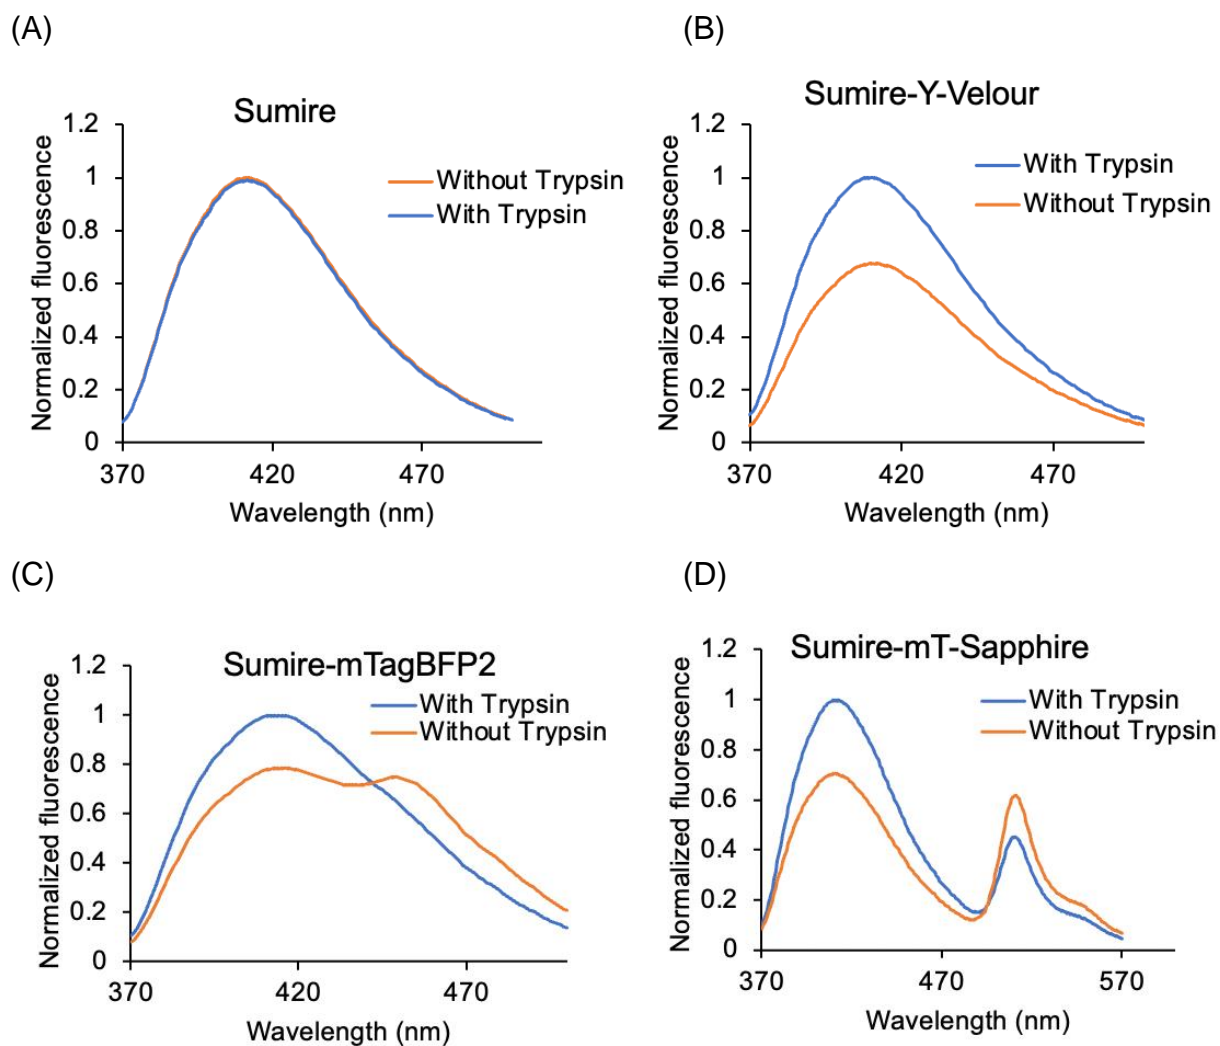 (A)
Sumire
Normalized fluorescence
1.2
1
0.8
0.6
0.4
0.2
0
370
420
470
Wavelength (nm)
Without Trypsin
With Trypsin
(B)
Sumire-Y-Velour
Normalized fluorescence
1.2
1
0.8
0.6
0.4
0.2
0
370
420
470
Wavelength (nm)
With Trypsin
Without Trypsin
(C)
Sumire-mTagBFP2
Normalized fluorescence
1.2
1
0.8
0.6
0.4
0.2
0
370
420
470
Wavelength (nm)
With Trypsin
Without Trypsin
(D)
Sumire-mT-Sapphire
Normalized fluorescence
1.2
1
0.8
0.6
0.4
0.2
0
370
470
570
Wavelength (nm)
With Trypsin
Without Trypsin